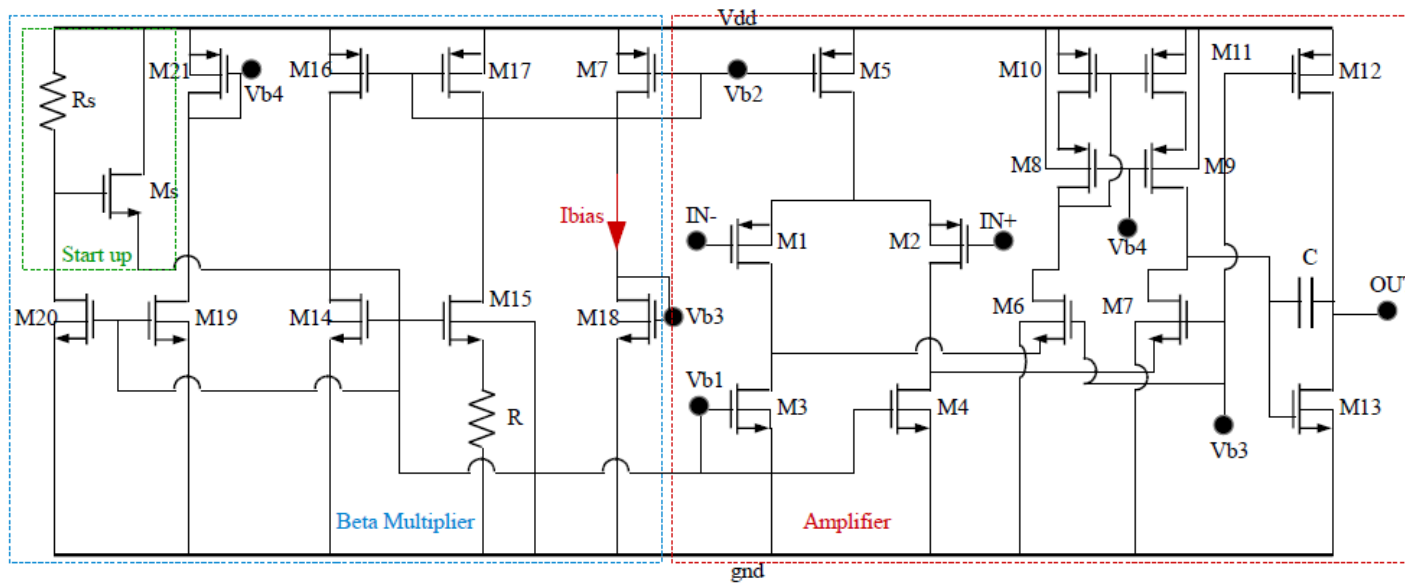 Vdd
M21
Vb4
M16
M17
M7
Vb2
M5
M10
M11
M12
Rs
Ms
M8
M9
Ibias
IN-
M1
M2
IN+
Vb4
Start up
C
OUT
M20
M19
M14
M15
M18
Vb3
M6
M7
Vb1
M3
M4
M13
R
Vb3
Beta Multiplier
Amplifier
gnd